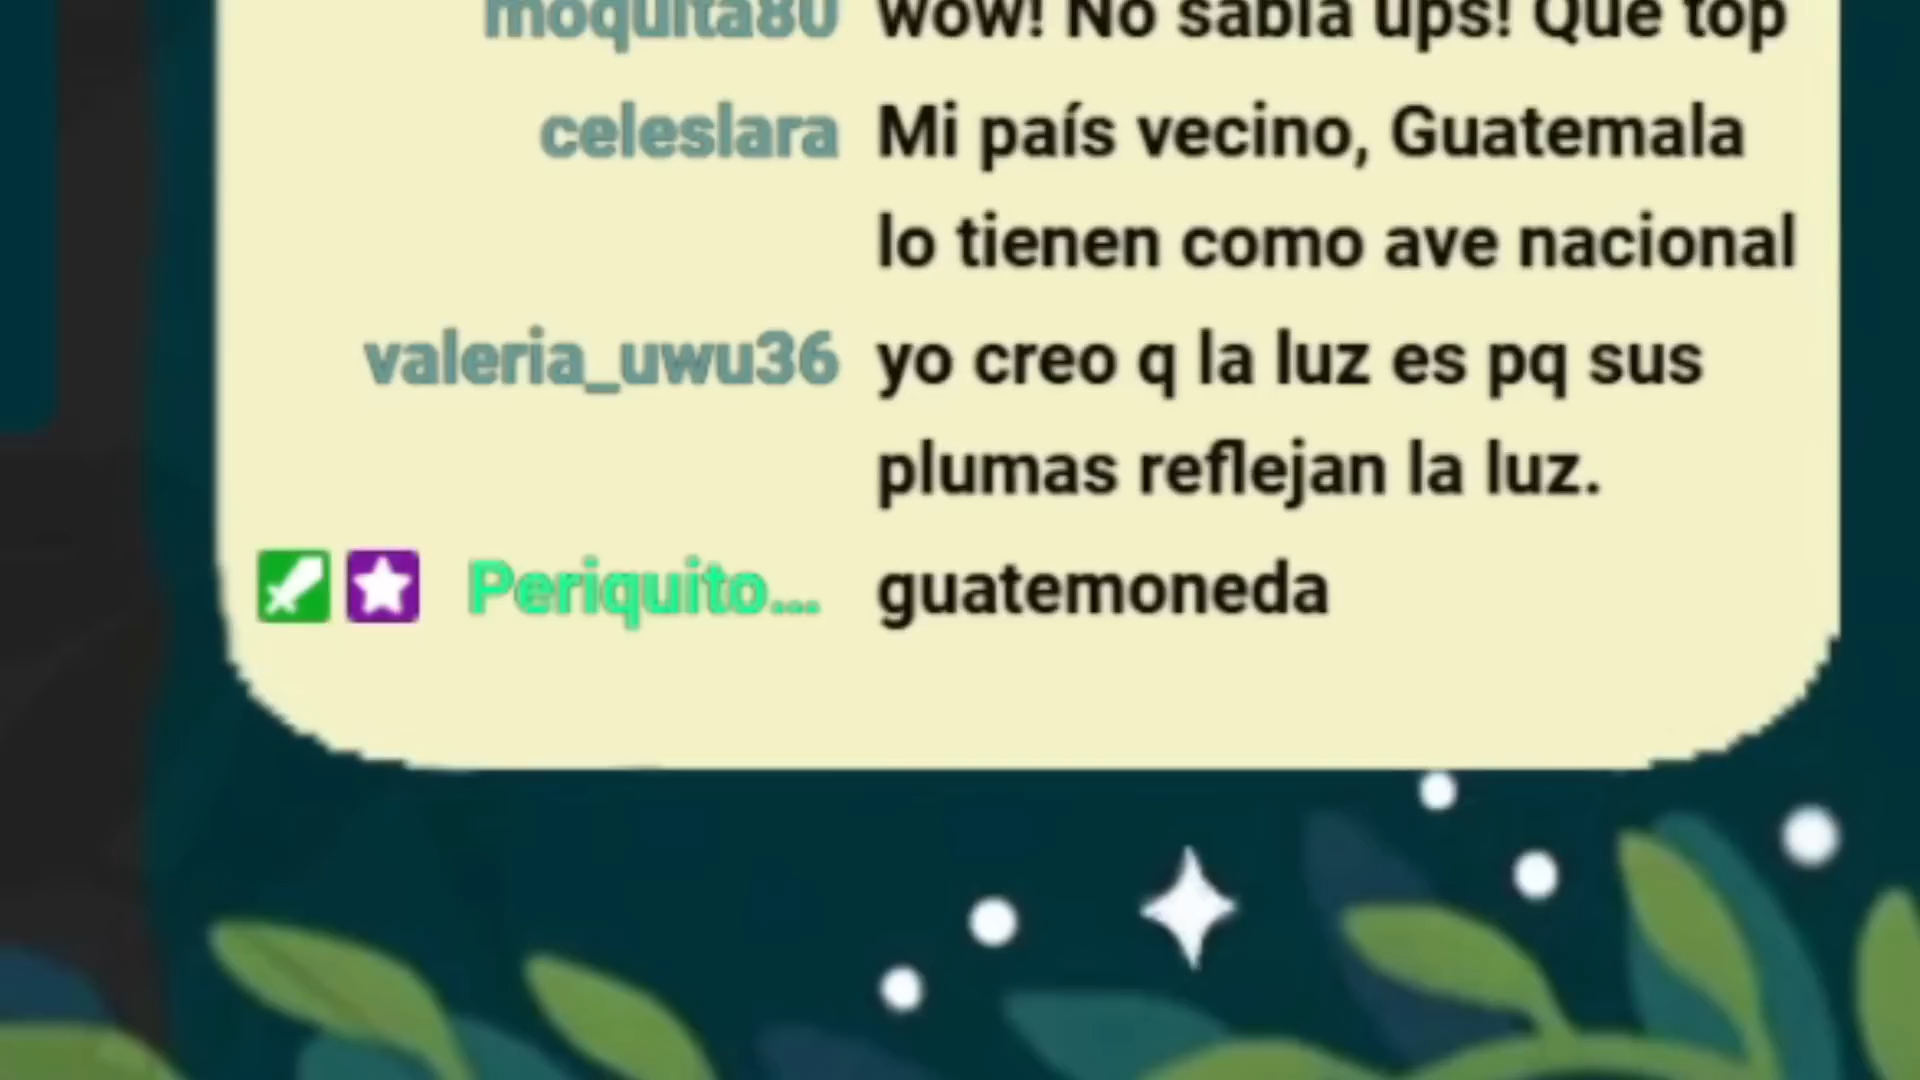 moquita80 wow! No sabía ups! Que top
celeslara Mi país vecino, Guatemala
lo tienen como ave nacional
valeria_uwu36 yo creo q la luz es pq sus
plumas reflejan la luz.
Periquito... guatemoneda